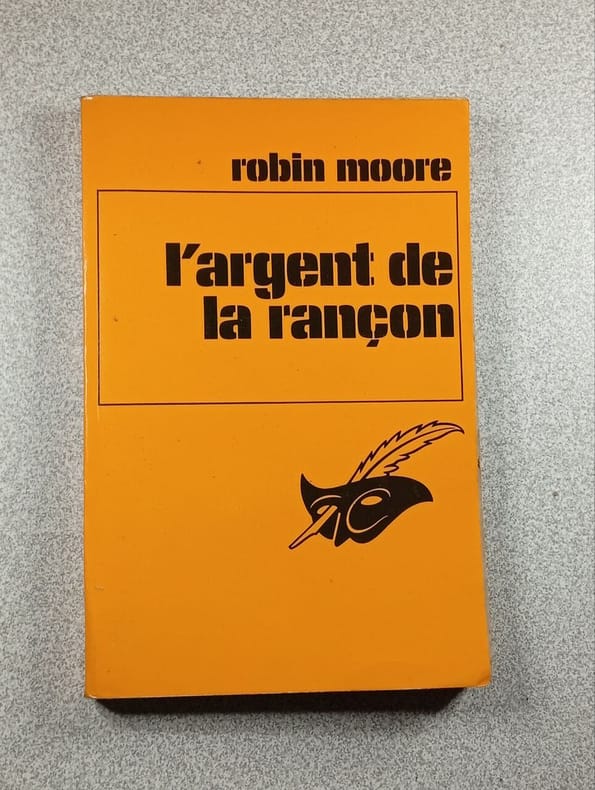 robin moore
l'argent de
la rançon